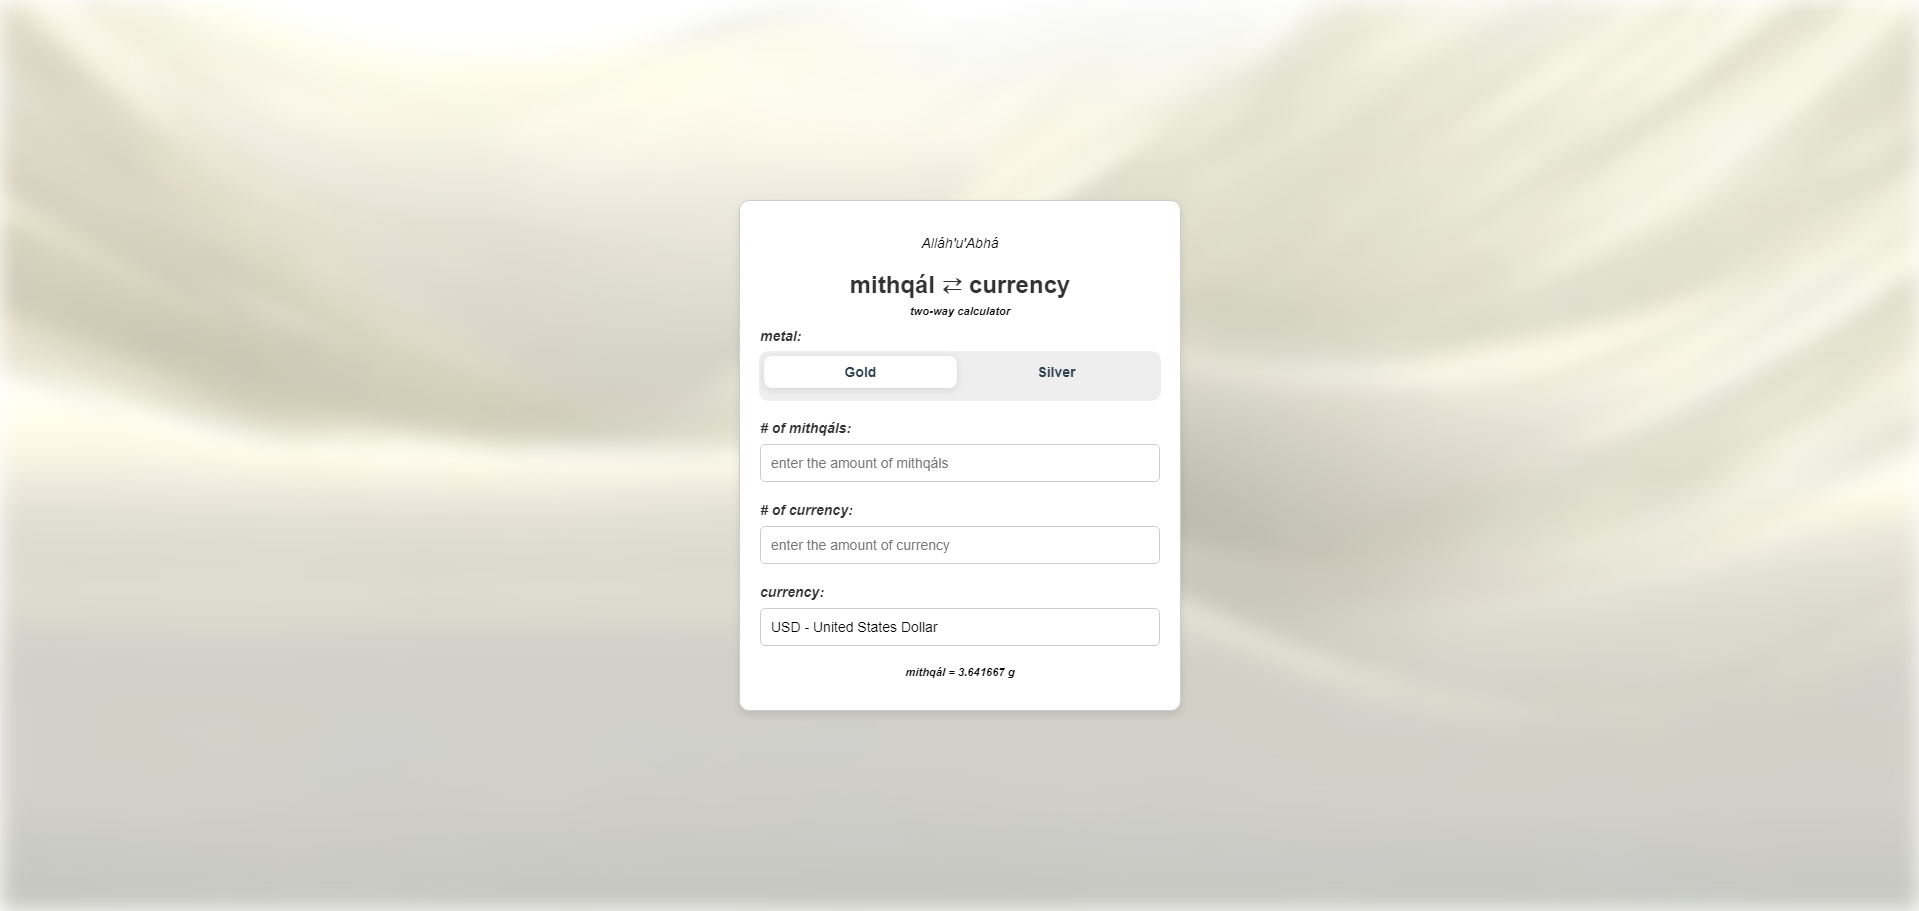 Alláh'u'Abhá
mithqál ⇄ currency
two-way calculator
metal:
Gold Silver
# of mithqáls:
enter the amount of mithqáls
# of currency:
enter the amount of currency
currency:
USD - United States Dollar
mithqál = 3.641667 g